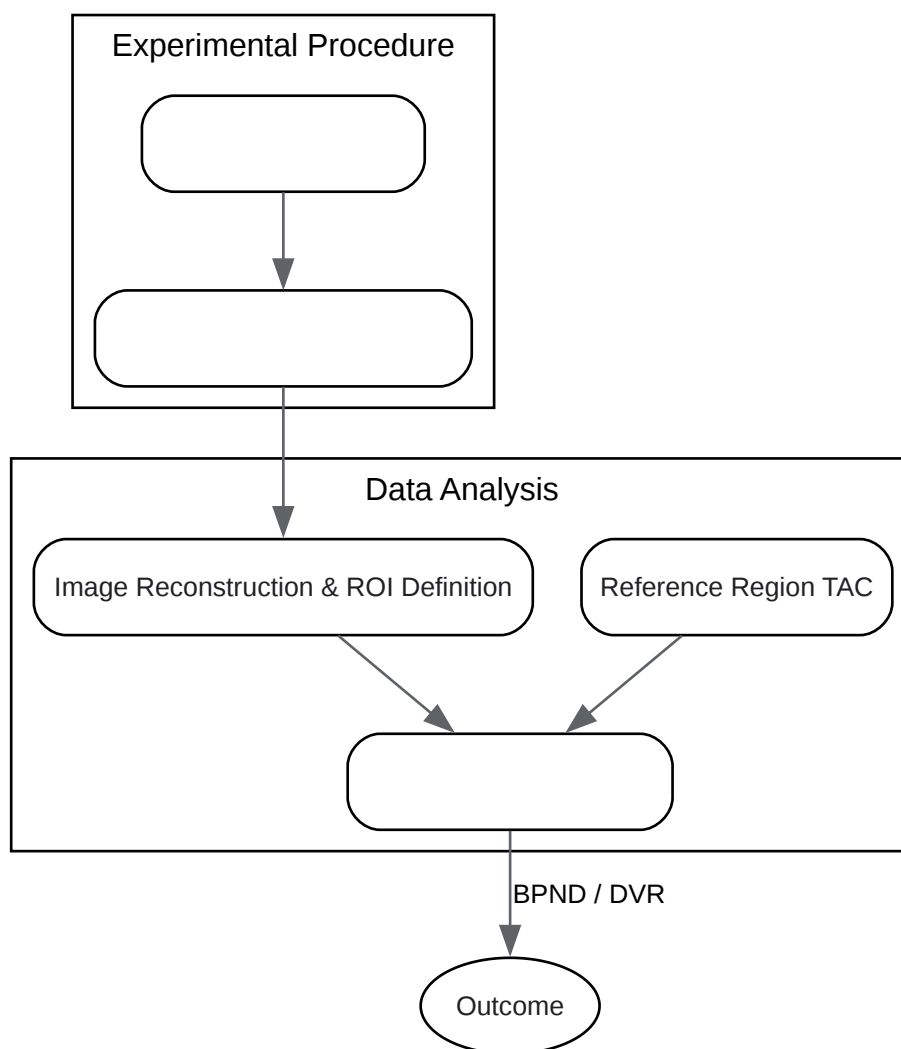 Experimental Procedure
Data Analysis
Image Reconstruction & ROI Definition
Reference Region TAC
BPND / DVR
Outcome